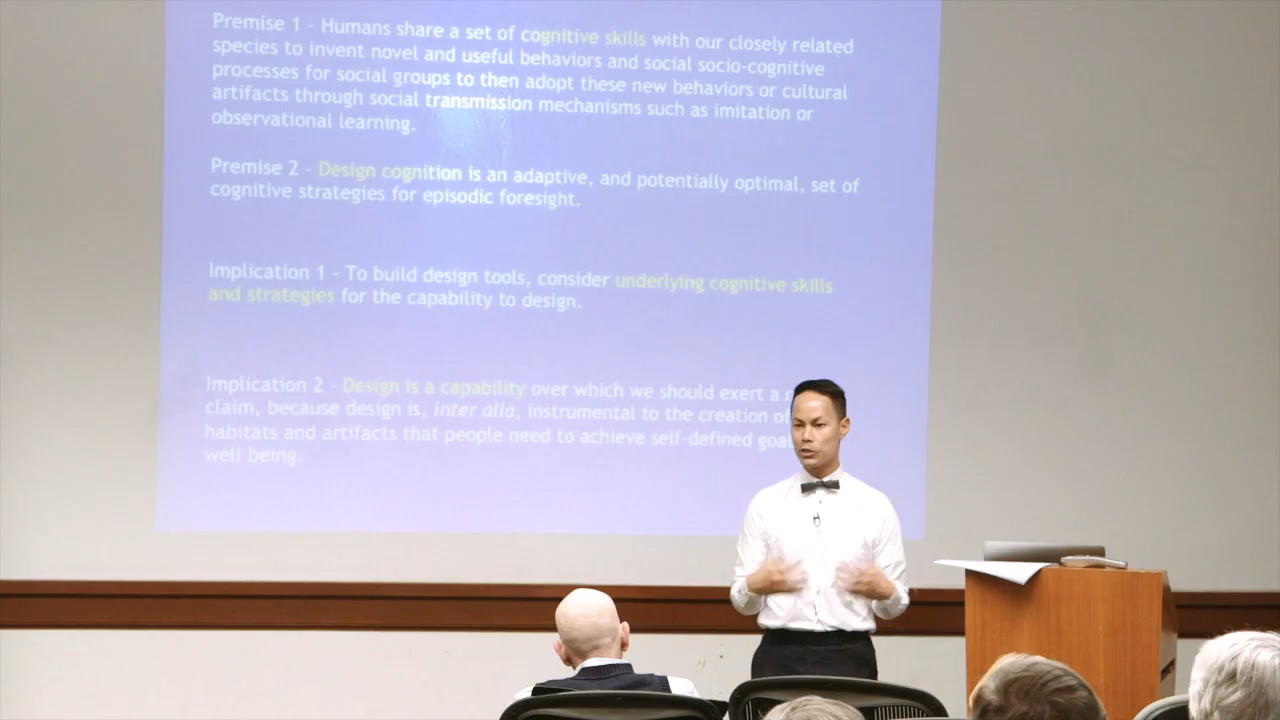 Premise 1 – Humans share a set of cognitive skills with our closely related
species to invent novel and useful behaviors and social socio-cognitive
processes for social groups to then adopt these new behaviors or cultural
artifacts through social transmission mechanisms such as imitation or
observational learning.
Premise 2 – Design cognition is an adaptive, and potentially optimal, set of
cognitive strategies for episodic foresight.
Implication 1 – To build design tools, consider underlying cognitive skills
and strategies for the capability to design.
Implication 2 – Design is a capability over which we should exert a
claim, because design is, inter alia, instrumental to the creation of
habitats and artifacts that people need to achieve self-defined
well being.